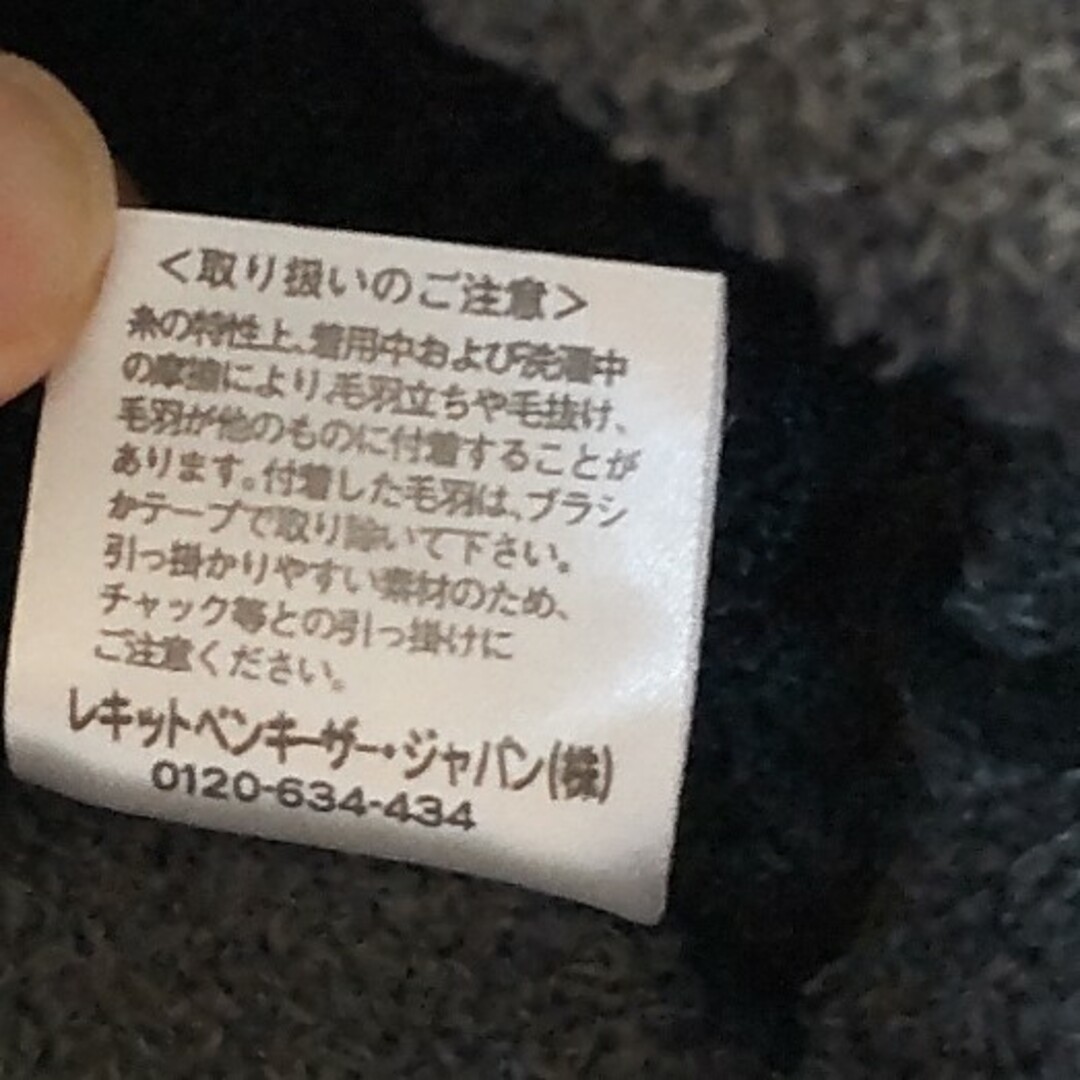 <取り扱いのご注意>
糸の特性上、着用中および洗濯中
の摩擦により、毛羽立ちや毛抜け、
毛羽が他のものに付着することが
あります。付着した毛羽は、ブラシ
かテープで取り除いて下さい。
引っ掛かりやすい素材のため、
チャック等との引っ掛けに
ご注意ください。
レキットベンキーザー・ジャパン(株)
0120-634-434